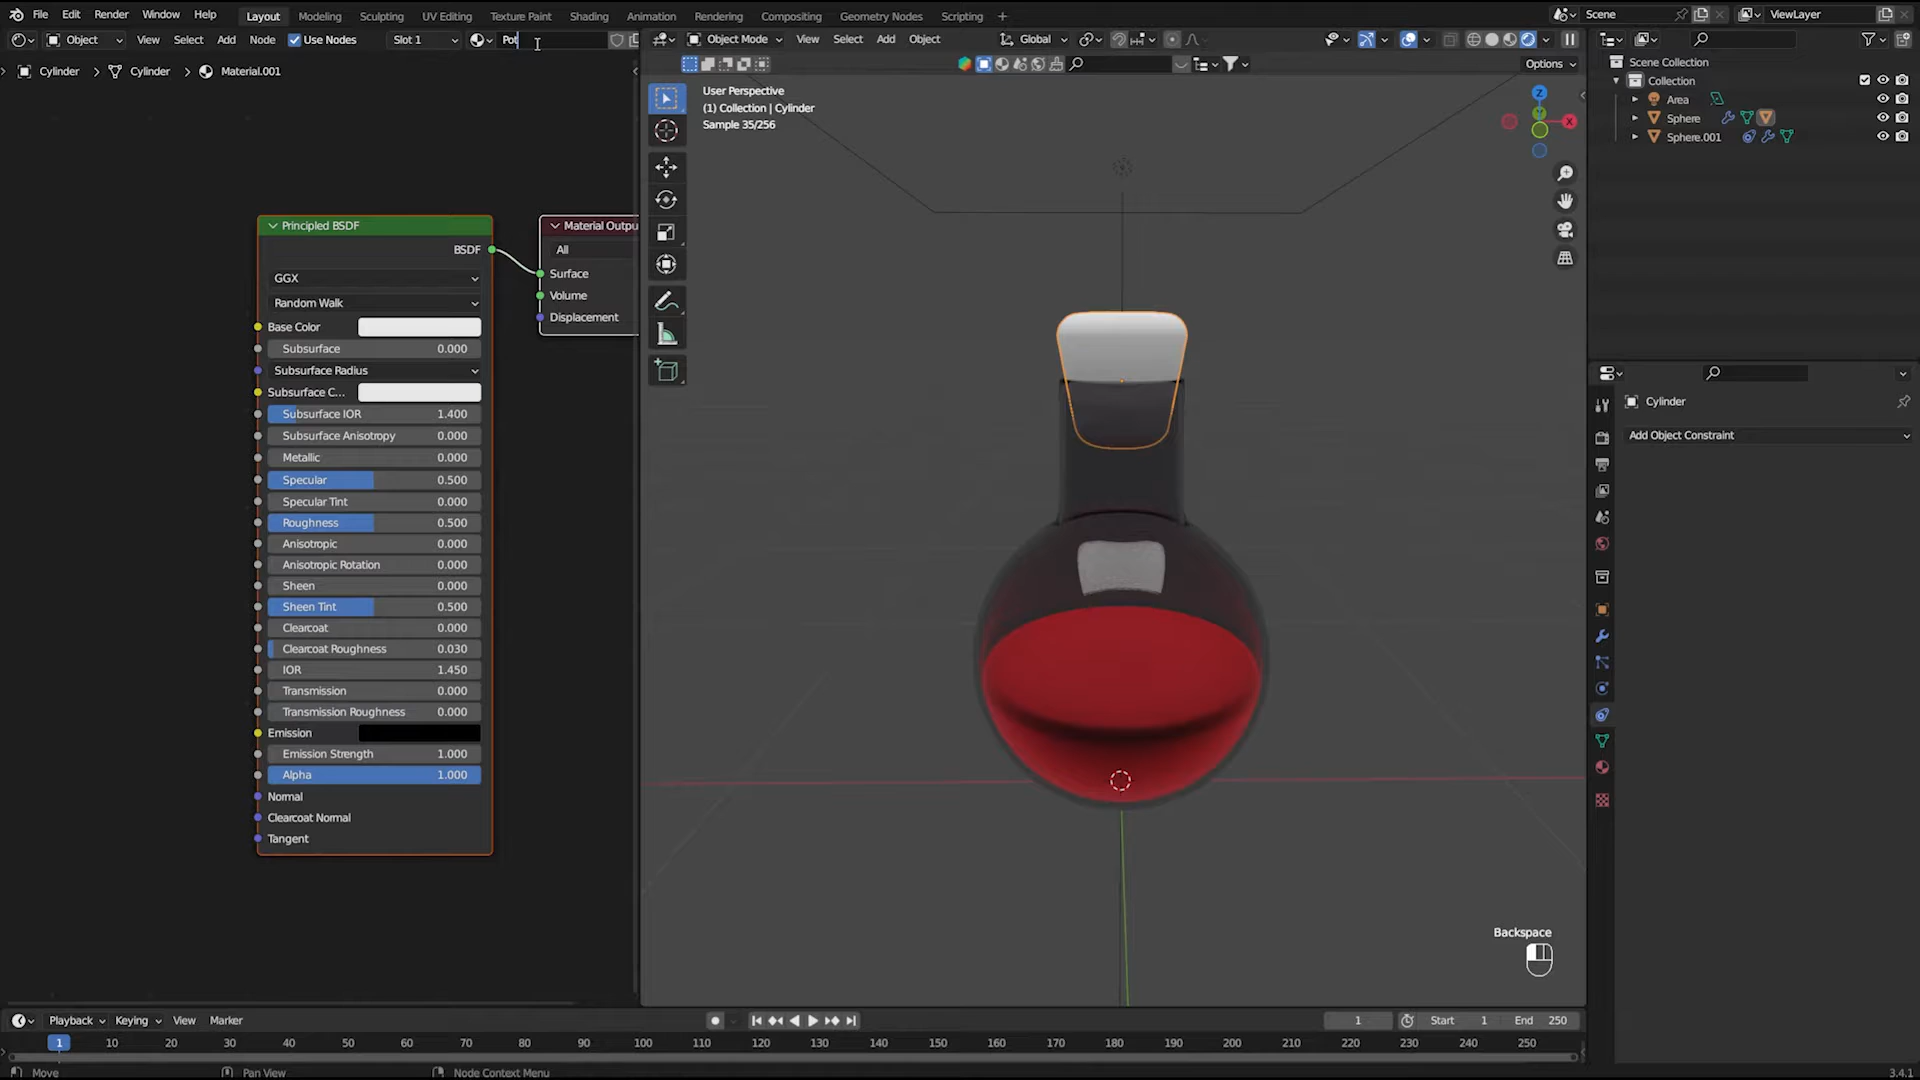 File Edit Render Window Help Layout Modeling Sculpting UV Editing Texture Paint Shading Animation Rendering Compositing Geometry Nodes Scripting + Scene ViewLayer
Object View Select Add Node Use Nodes Slot 1 Pot Object Mode View Select Add Object Global
Cylinder Cylinder Material.001 Options
User Perspective
(1) Collection | Cylinder
Sample 35/256
Z
X
Scene Collection
Collection
Area
Sphere
Sphere.001
Principled BSDF
BSDF
GGX
Random Walk
Base Color
Subsurface 0.000
Subsurface Radius
Subsurface C...
Subsurface IOR 1.400
Subsurface Anisotropy 0.000
Metallic 0.000
Specular 0.500
Specular Tint 0.000
Roughness 0.500
Anisotropic 0.000
Anisotropic Rotation 0.000
Sheen 0.000
Sheen Tint 0.500
Clearcoat 0.000
Clearcoat Roughness 0.030
IOR 1.450
Transmission 0.000
Transmission Roughness 0.000
Emission
Emission Strength 1.000
Alpha 1.000
Normal
Clearcoat Normal
Tangent
Material Outpu
All
Surface
Volume
Displacement
Cylinder
Add Object Constraint
Backspace
Playback Keying View Marker 1 Start 1 End 250
1 10 20 30 40 50 60 70 80 90 100 110 120 130 140 150 160 170 180 190 200 210 220 230 240 250
Move Pan View Node Context Menu 3.4.1